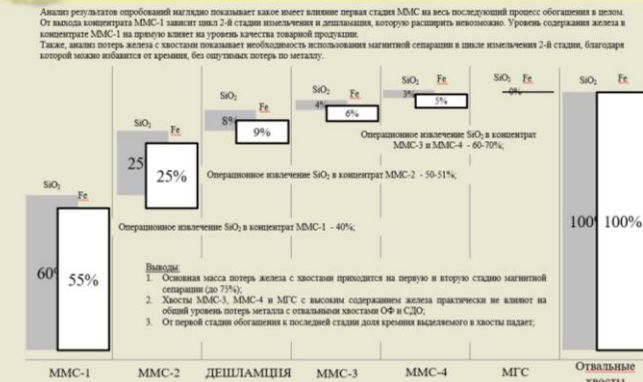 Анализ результатов опробований наглядно показывает какое имеет влияние первая стадия ММС на весь последующий процесс обогащения в целом.
От выхода концентрата ММС-1 зависит цикл 2-й стадии измельчения и дешламация, которую расширить невозможно. Уровень содержания железа в
концентрате ММС-1 на прямую влияет на уровень качества товарной продукции.
Также, анализ потерь железа с хвостами показывает необходимость использования магнитной сепарации в цикле измельчения 2-й стадии, благодаря
которой можно избавится от кремния, без ощутимых потерь по металлу.
SiO₂ Fe
3% 5%
SiO₂ Fe
0%
SiO₂ Fe
SiO₂ Fe
4% 6%
SiO₂ Fe
8% 9%
SiO₂ Fe
25 25%
SiO₂ Fe
60 55%
100 100%
Операционное извлечение SiO₂ в концентрат
ММС-3 и ММС-4 - 60-70%;
Операционное извлечение SiO₂ в концентрат ММС-2 - 50-51%;
Операционное извлечение SiO₂ в концентрат ММС-1 - 40%;
Выводы:
1. Основная масса потерь железа с хвостами приходится на первую и вторую стадию магнитной
сепарации (до 75%);
2. Хвосты ММС-3, ММС-4 и МГС с высоким содержанием железа практически не влияют на
общий уровень потерь металла с отвальными хвостами ОФ и СДО;
3. От первой стадии обогащения к последней стадии доля кремния выделяемого в хвосты падает;
ММС-1 ММС-2 ДЕШЛАМЦИЯ ММС-3 ММС-4 МГС Отвальные
хвосты